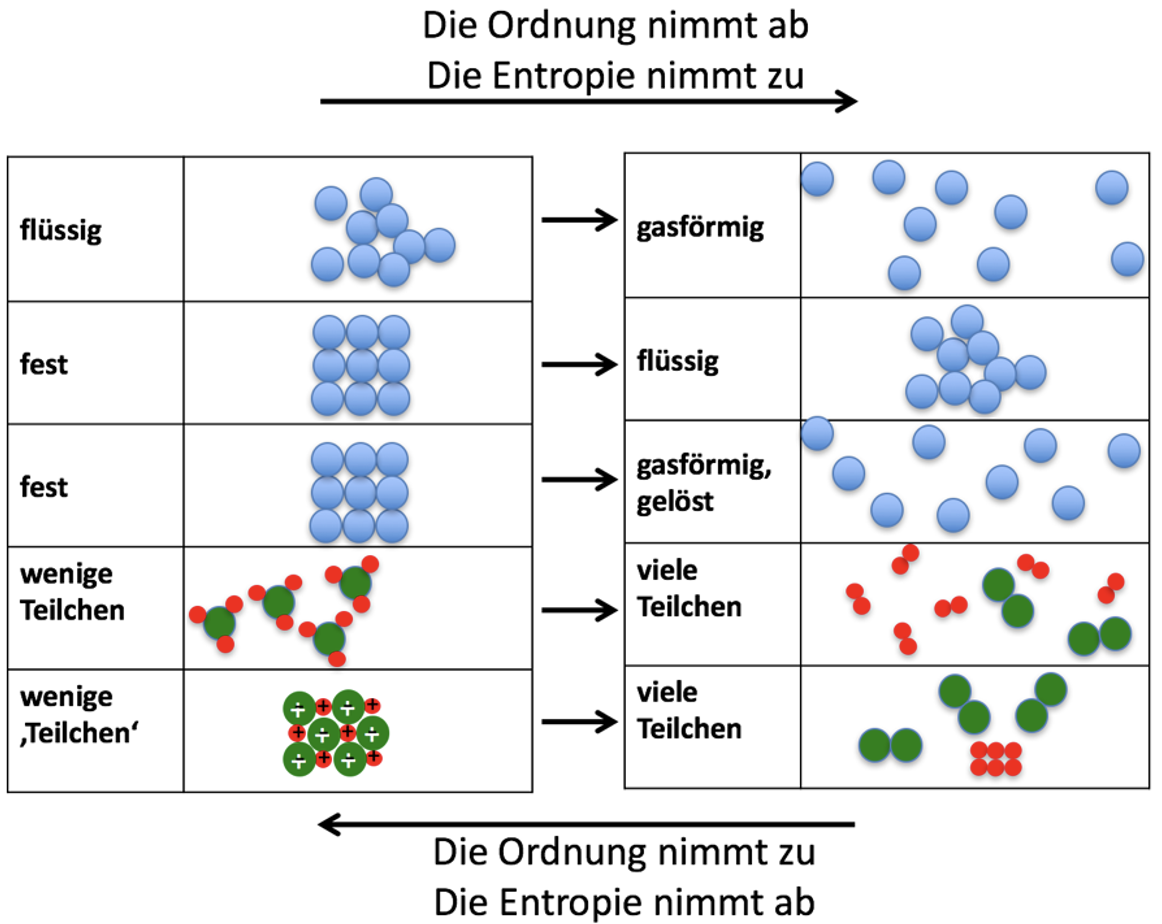 Die Ordnung nimmt ab
Die Entropie nimmt zu
flüssig
gasförmig
fest
flüssig
fest
gasförmig,
gelöst
wenige
Teilchen
viele
Teilchen
wenige
‚Teilchen‘
viele
Teilchen
Die Ordnung nimmt zu
Die Entropie nimmt ab